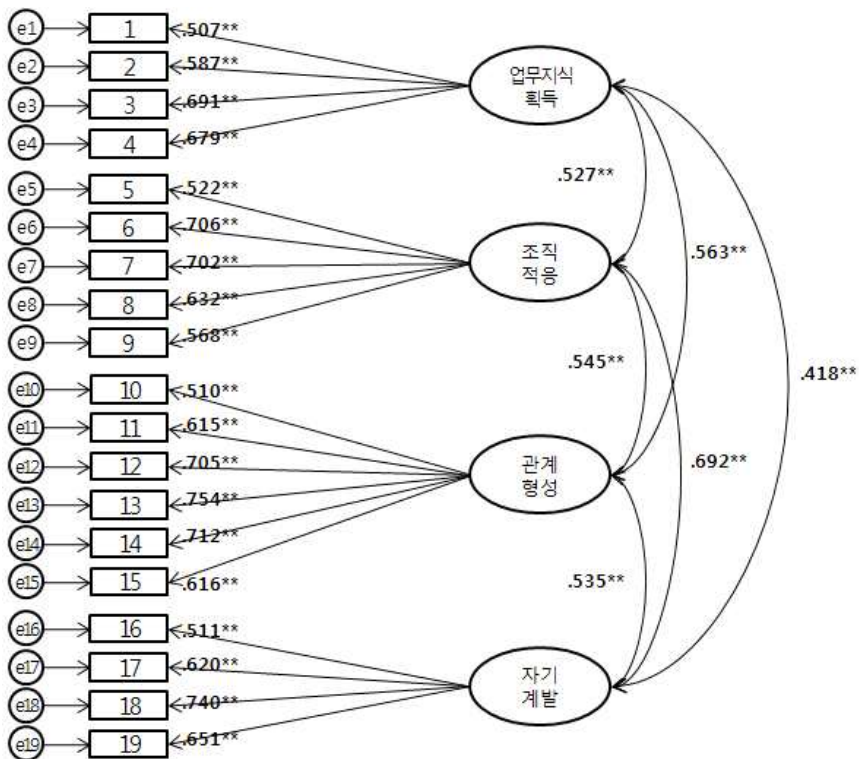 e1 1 .507**
e2 2 .587**
e3 3 .691**
e4 4 .679**
업무지식
획득
e5 5 .522**
e6 6 .706**
e7 7 .702**
e8 8 .632**
e9 9 .568**
조직
적응
e10 10 .510**
e11 11 .615**
e12 12 .705**
e13 13 .754**
e14 14 .712**
e15 15 .616**
관계
형성
e16 16 .511**
e17 17 .620**
e18 18 .740**
e19 19 .651**
자기
계발
.527**
.563**
.545**
.418**
.692**
.535**